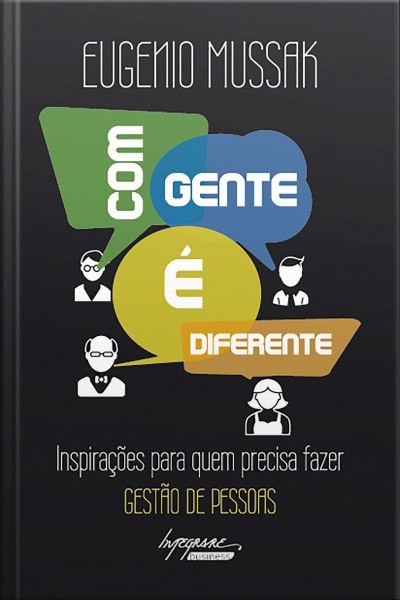 EUGENIO MUSSAK
COM
GENTE
É
DIFERENTE
Inspirações para quem precisa fazer
GESTÃO DE PESSOAS
INTEGRARE
business